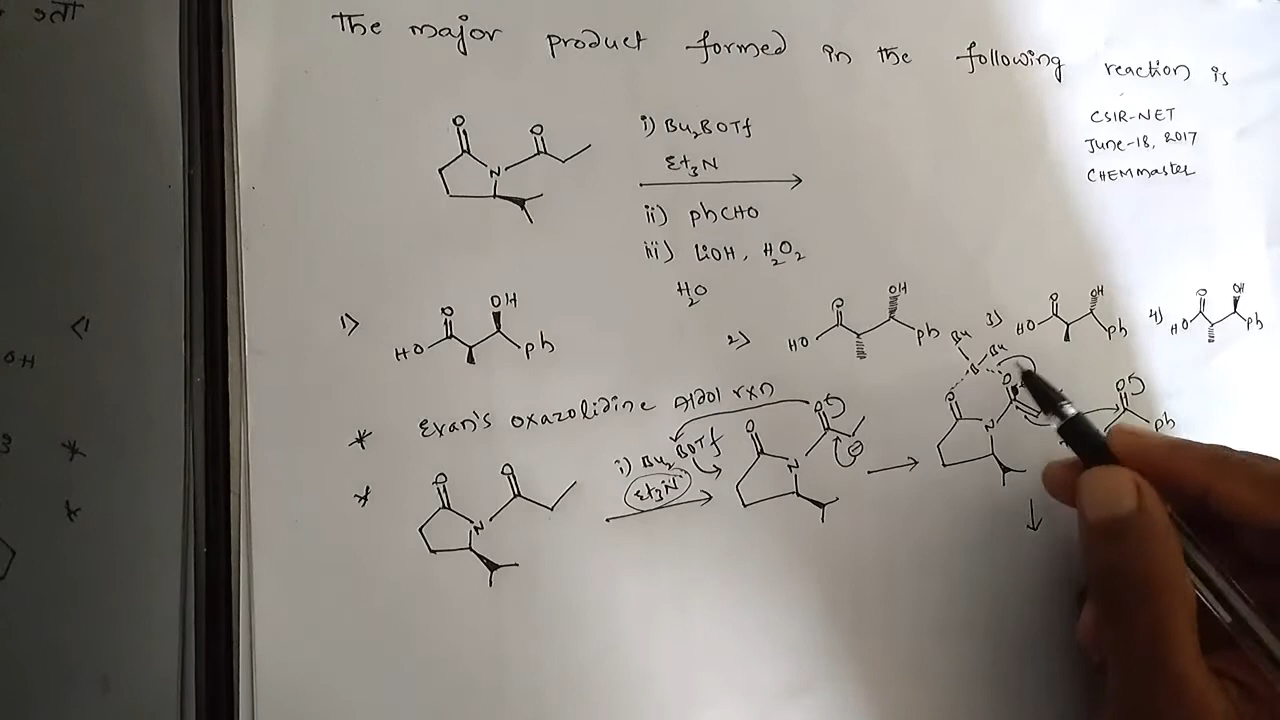 The major product formed in the following reaction is
CSIR-NET
June-18, 2017
CHEMmaster
O O
N
i) Bu2BOTf
Et3N
ii) PhCHO
iii) LiOH, H2O2
H2O
1) HO O OH Ph
2) HO O OH Ph
3) HO O OH Ph
4) HO O OH Ph
* Evan's oxazolidine Aldol rxn
* O O N
i) Bu2BOTf
Et3N
O O N ⊖
Bu Bu
B
O O N
O Ph
OH
3 *
*